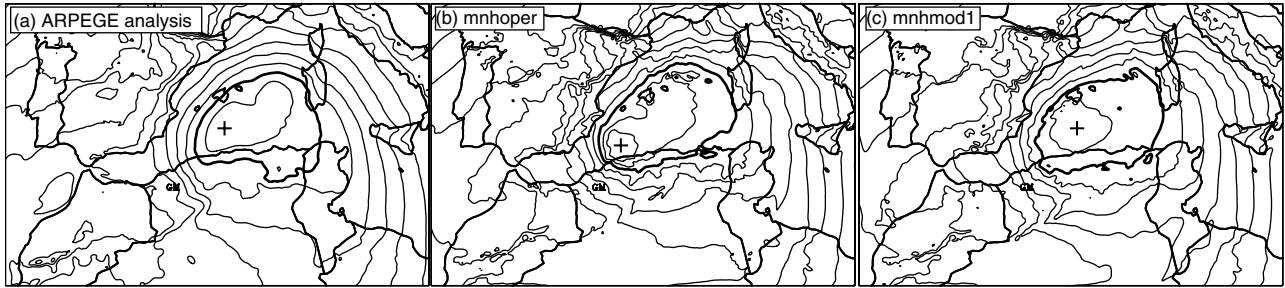 (a) ARPEGE analysis
(b) mnhoper
(c) mnhmod1
GM
GM
GM